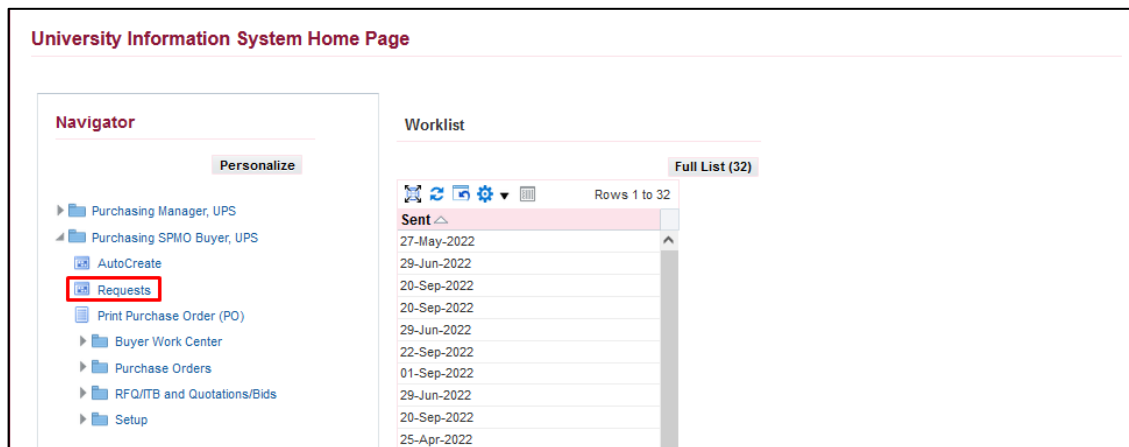 University Information System Home Page
Navigator
Personalize
Purchasing Manager, UPS
Purchasing SPMO Buyer, UPS
AutoCreate
Requests
Print Purchase Order (PO)
Buyer Work Center
Purchase Orders
RFQ/ITB and Quotations/Bids
Setup
Worklist
Full List (32)
Rows 1 to 32
Sent
27-May-2022
29-Jun-2022
20-Sep-2022
20-Sep-2022
29-Jun-2022
22-Sep-2022
01-Sep-2022
29-Jun-2022
20-Sep-2022
25-Apr-2022